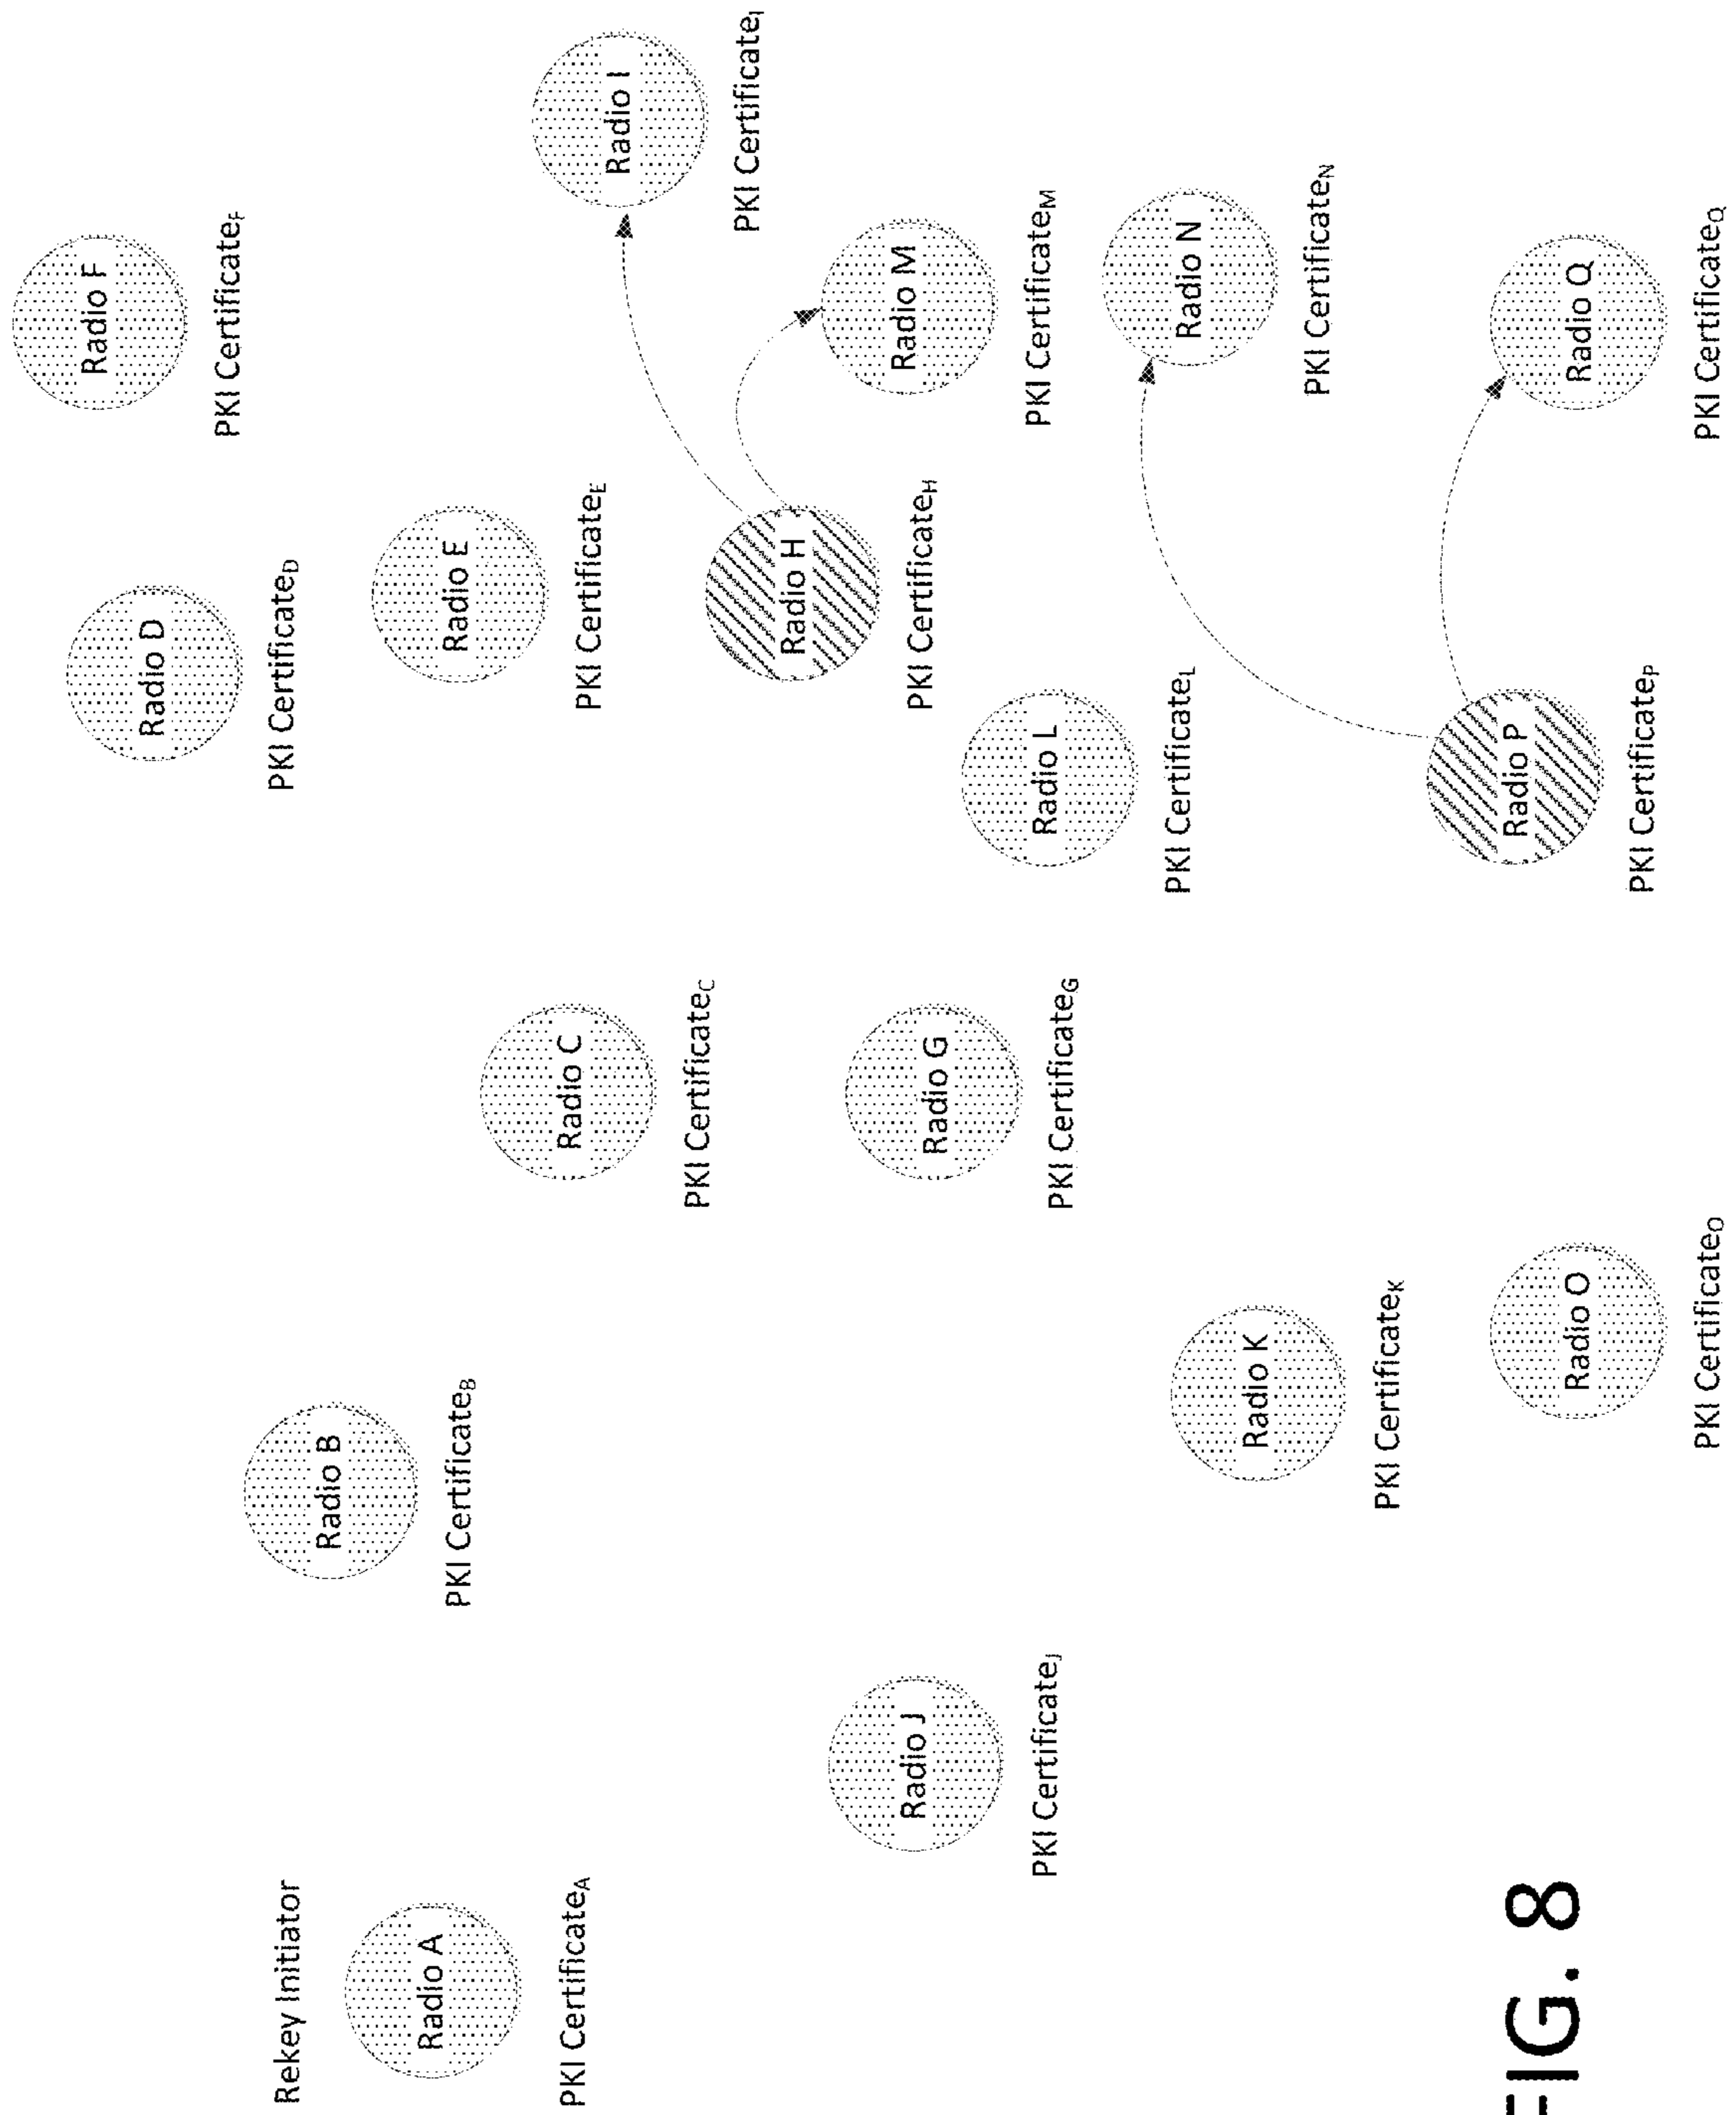 Rekey Initiator
Radio A
PKI CertificateA
Radio B
PKI CertificateB
Radio C
PKI CertificateC
Radio D
PKI CertificateD
Radio E
PKI CertificateE
Radio F
PKI CertificateF
Radio G
PKI CertificateG
Radio H
PKI CertificateH
Radio I
PKI CertificateI
Radio J
PKI CertificateJ
Radio K
PKI CertificateK
Radio L
PKI CertificateL
Radio M
PKI CertificateM
Radio N
PKI CertificateN
Radio O
PKI CertificateO
Radio P
PKI CertificateP
Radio Q
PKI CertificateQ
FIG. 8